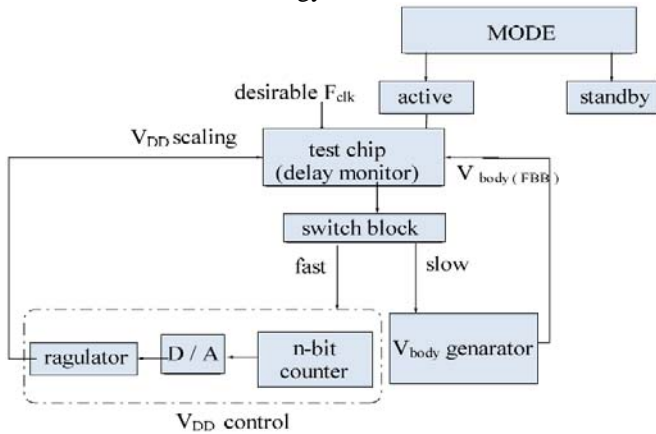 MODE
desirable Fclk
active
standby
VDD scaling
test chip
(delay monitor)
V body ( FBB )
switch block
fast
slow
ragulator
D / A
n-bit
counter
Vbody genarator
VDD control